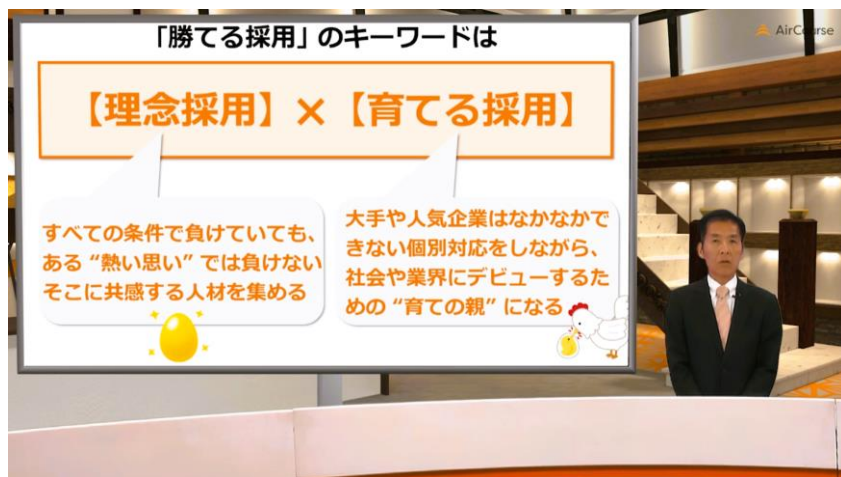 「勝てる採用」のキーワードは
【理念採用】×【育てる採用】
すべての条件で負けていても、
ある“熱い思い”では負けない
そこに共感する人材を集める
大手や人気企業はなかなかで
きない個別対応をしながら、
社会や業界にデビューするた
めの“育ての親”になる
AirCourse